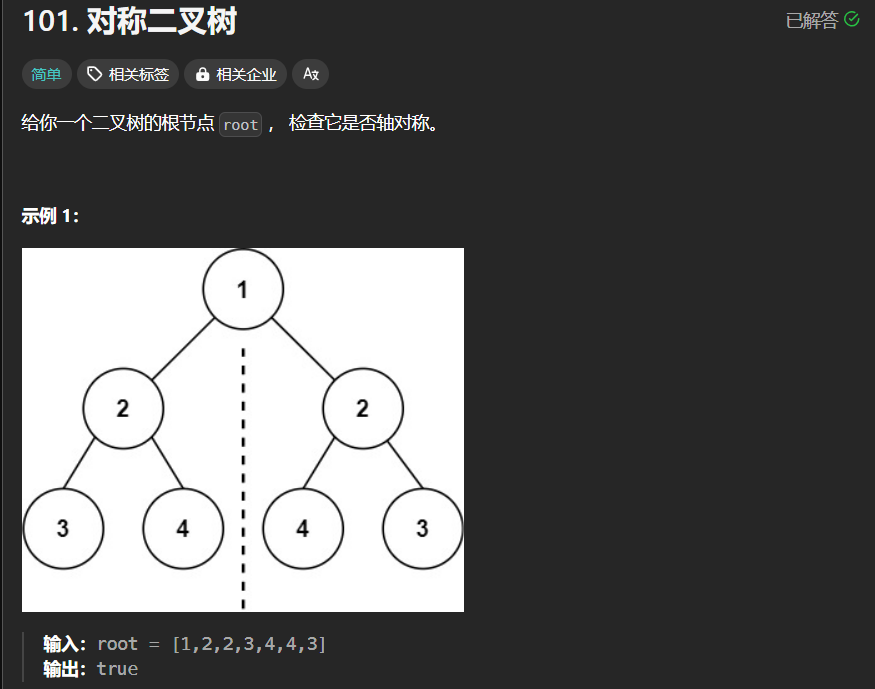 101. 对称二叉树
已解答
简单 相关标签 相关企业 Aあ
给你一个二叉树的根节点 root ， 检查它是否轴对称。
示例 1：
1
2 2
3 4 4 3
输入：root = [1,2,2,3,4,4,3]
输出：true